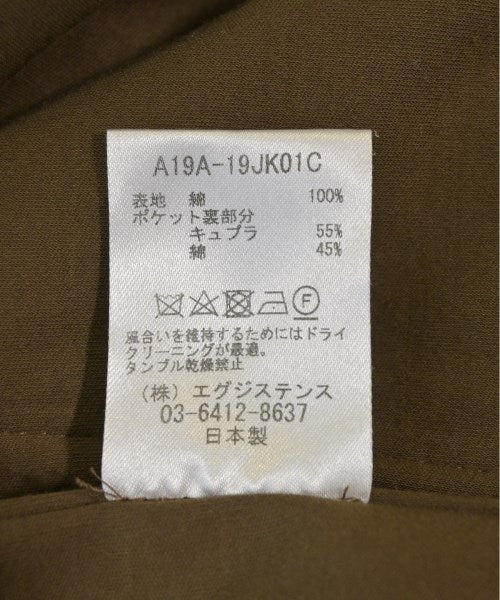 A19A-19JK01C
表地 綿 100%
ポケット裏部分
キュプラ 55%
綿 45%
F
風合いを維持するためにはドライ
クリーニングが最適。
タンブル乾燥禁止
(株) エグジステンス
03-6412-8637
日本製